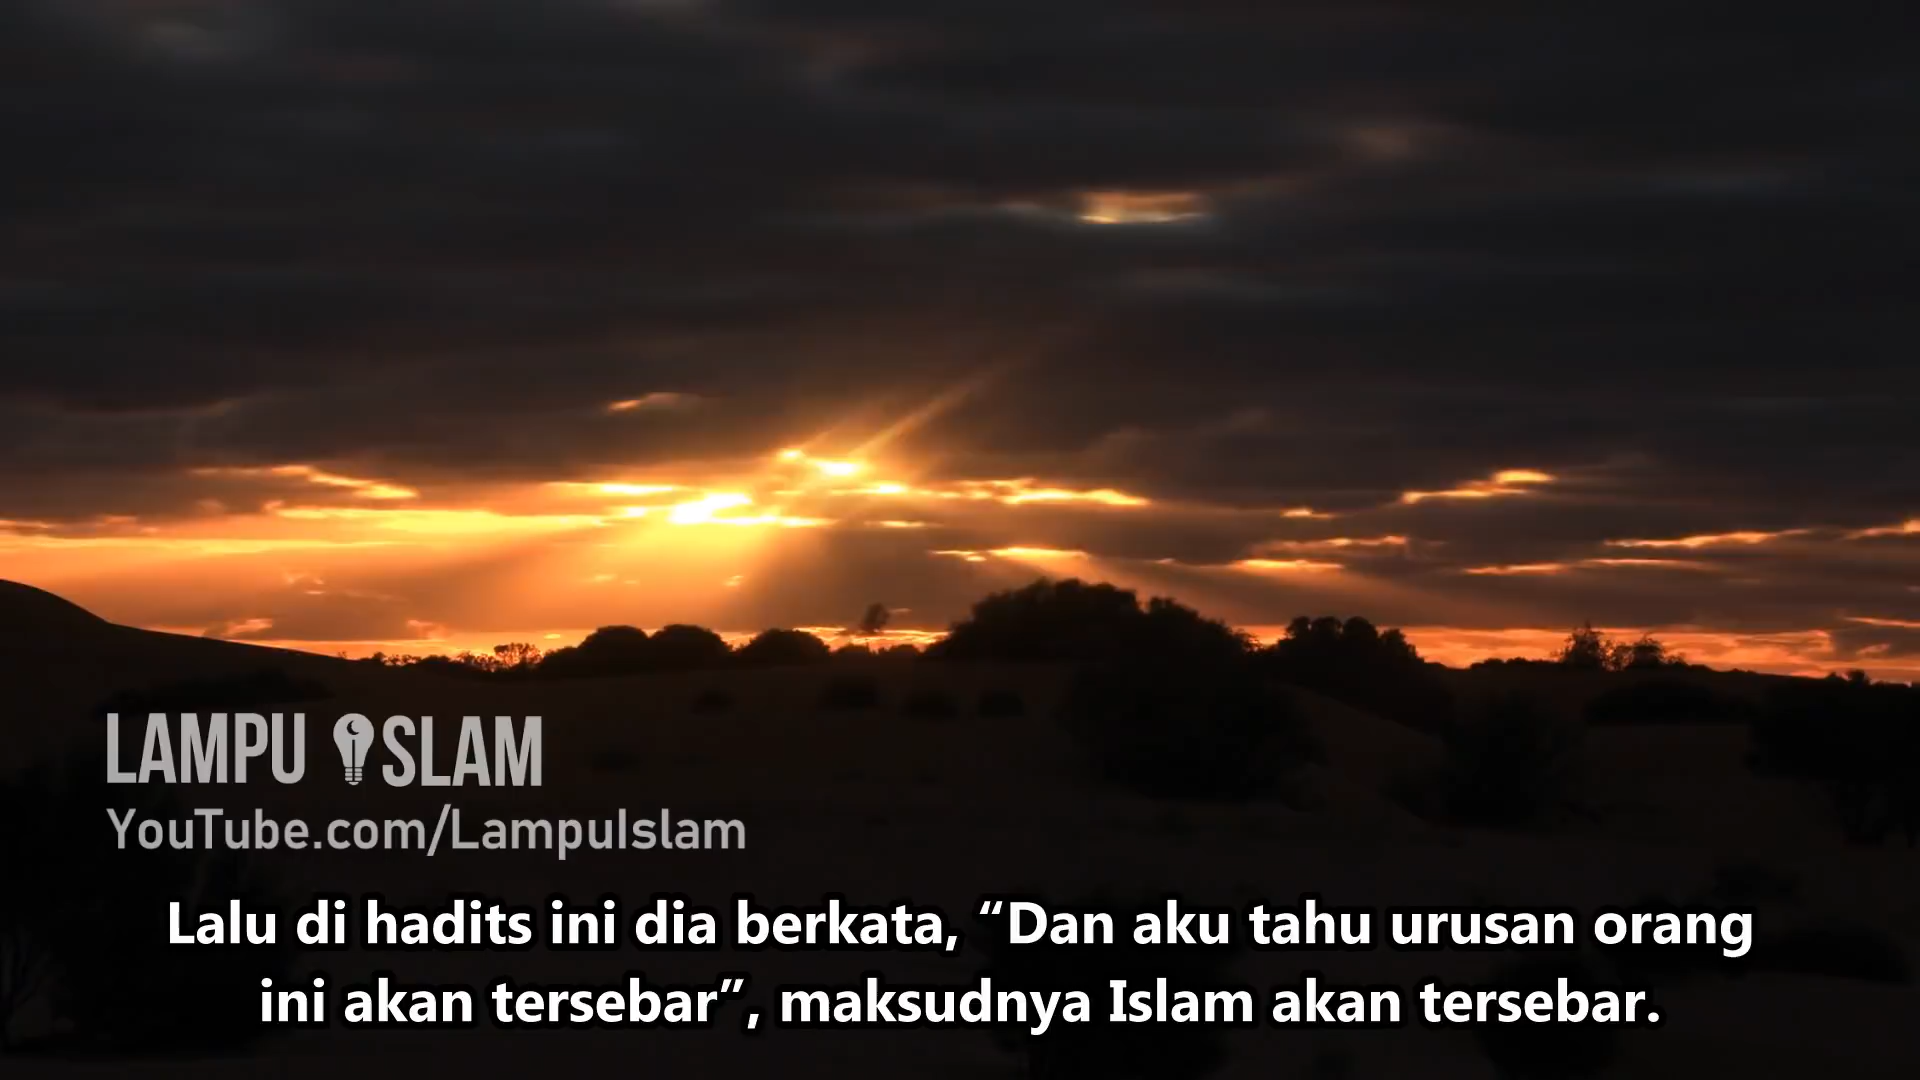 LAMPU ISLAM
YouTube.com/LampuIslam
Lalu di hadits ini dia berkata, “Dan aku tahu urusan orang
ini akan tersebar”, maksudnya Islam akan tersebar.